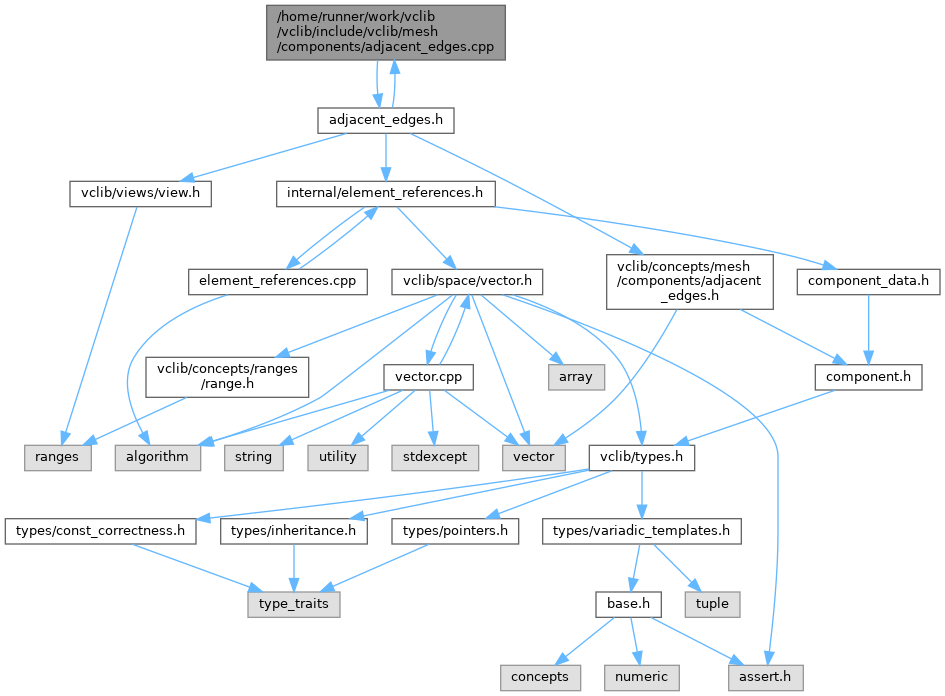 /home/runner/work/vclib
/vclib/include/vclib/mesh
/components/adjacent_edges.cpp
adjacent_edges.h
vclib/views/view.h
internal/element_references.h
element_references.cpp
vclib/space/vector.h
vclib/concepts/mesh
/components/adjacent
_edges.h
component_data.h
vclib/concepts/ranges
/range.h
vector.cpp
array
component.h
ranges
algorithm
string
utility
stdexcept
vector
vclib/types.h
types/const_correctness.h
types/inheritance.h
types/pointers.h
types/variadic_templates.h
type_traits
base.h
tuple
concepts
numeric
assert.h